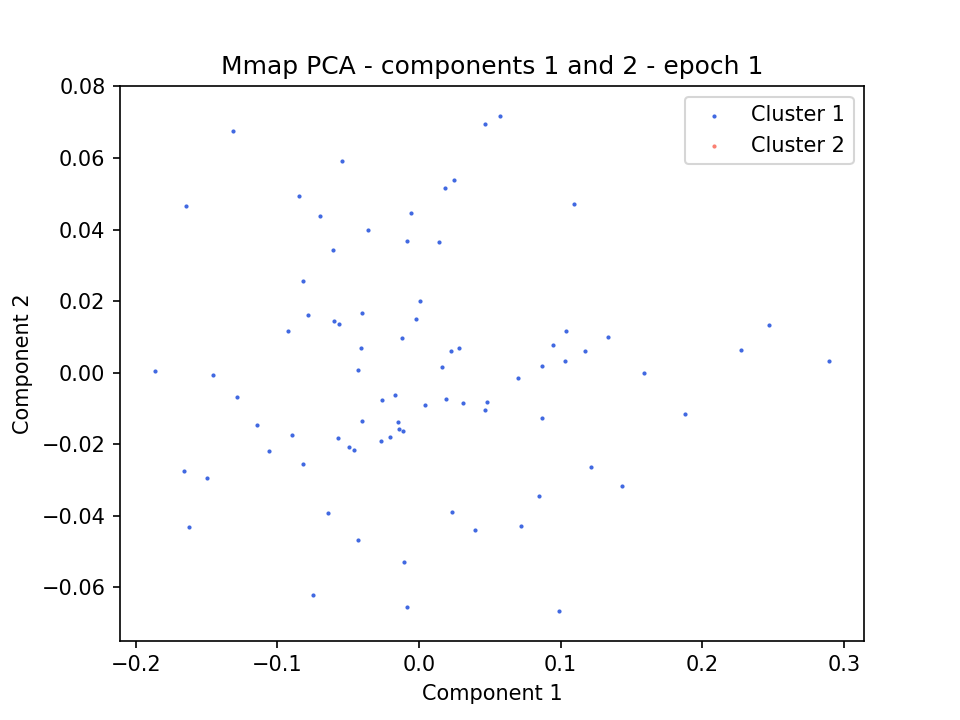 Mmap PCA - components 1 and 2 - epoch 1
Cluster 1
Cluster 2
0.08
0.06
0.04
0.02
0.00
−0.02
−0.04
−0.06
Component 2
−0.2
−0.1
0.0
0.1
0.2
0.3
Component 1